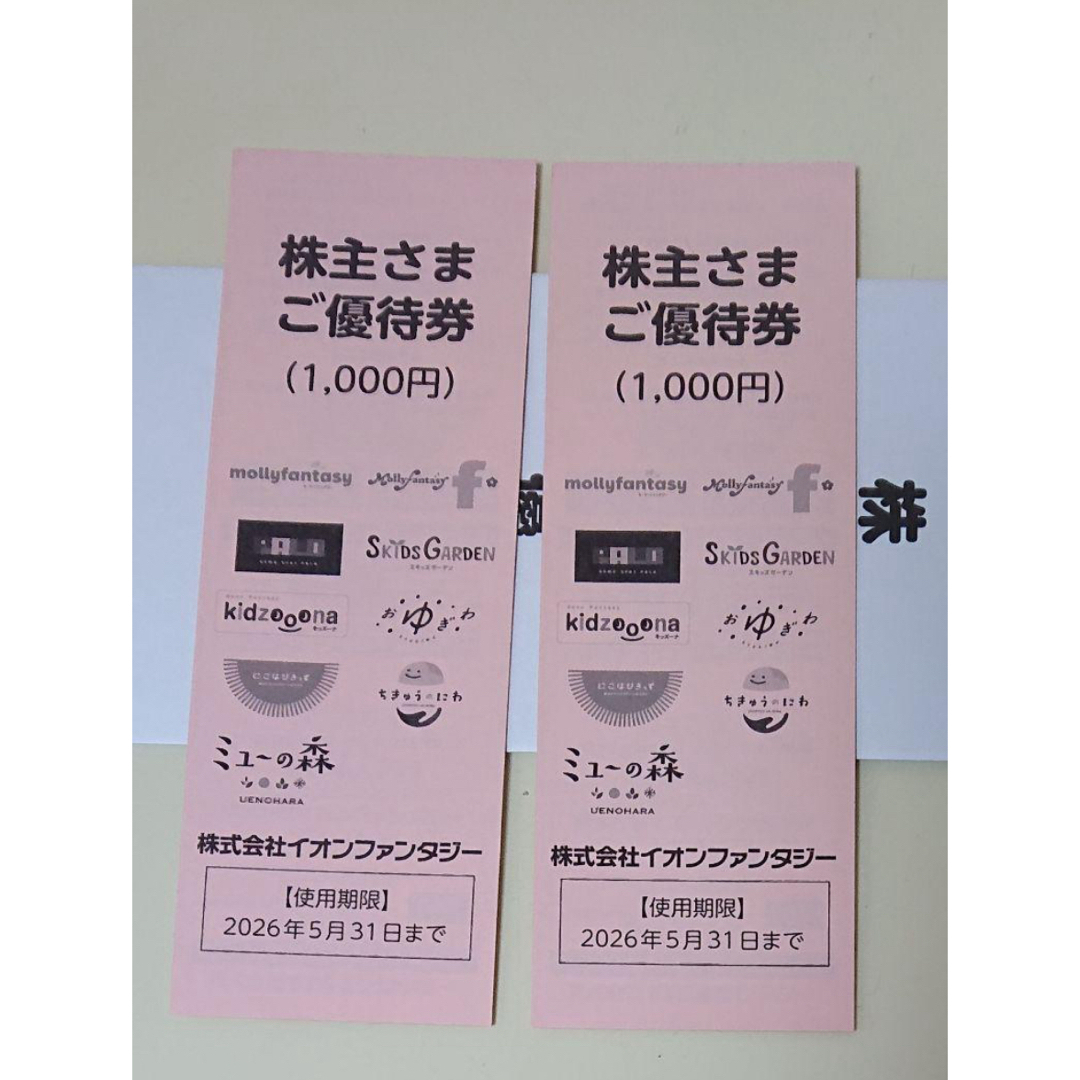 株主さま
ご優待券
(1,000円)
mollyfantasy
Mollyfantasy f
SKIDS GARDEN
スキッズガーデン
kidzooona
キッズーナ
おゆぎわ
にこはぴきっず
ちきゅうのにわ
ミューの森
UENOHARA
株式会社イオンファンタジー
【使用期限】
2026年5月31日まで
株主さま
ご優待券
(1,000円)
mollyfantasy
Mollyfantasy f
SKIDS GARDEN
スキッズガーデン
kidzooona
キッズーナ
おゆぎわ
にこはぴきっず
ちきゅうのにわ
ミューの森
UENOHARA
株式会社イオンファンタジー
【使用期限】
2026年5月31日まで
株